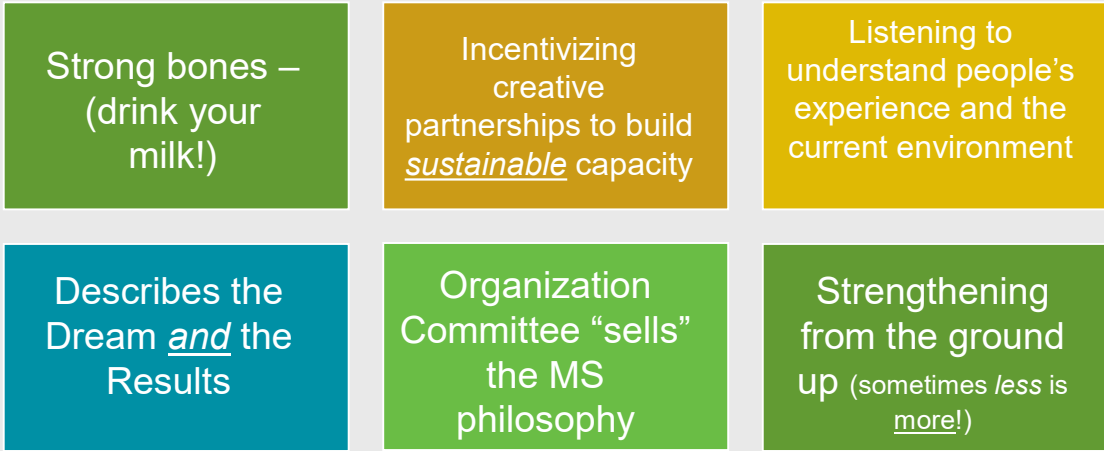 Strong bones –
(drink your
milk!)
Incentivizing
creative
partnerships to build
sustainable capacity
Listening to
understand people’s
experience and the
current environment
Describes the
Dream and the
Results
Organization
Committee “sells”
the MS
philosophy
Strengthening
from the ground
up (sometimes less is
more!)